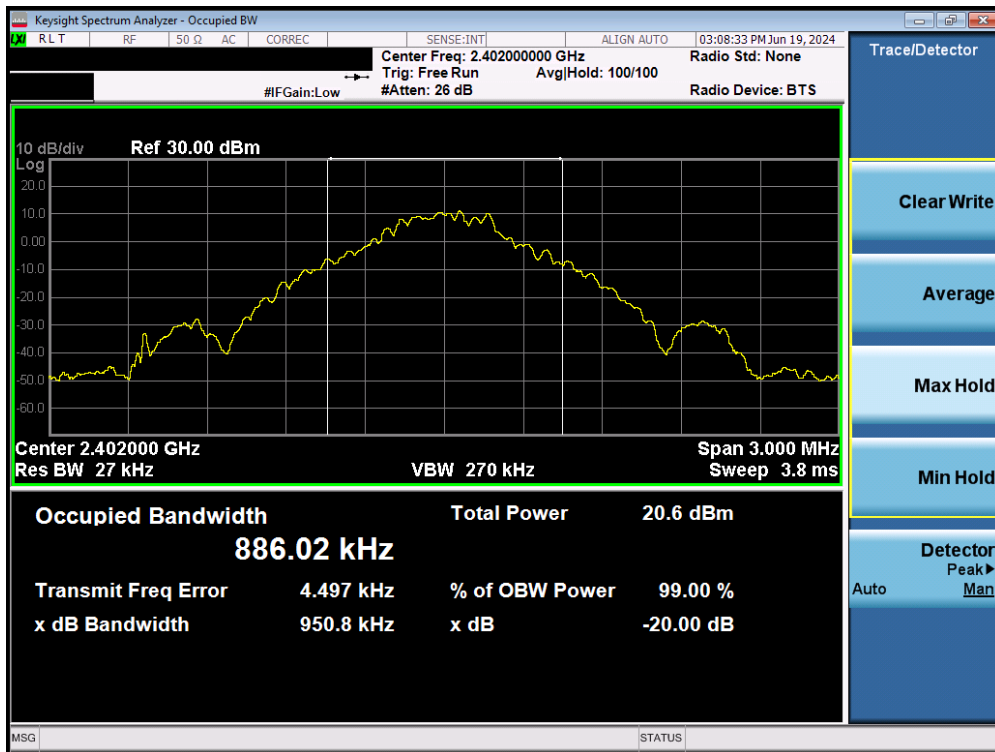 Keysight Spectrum Analyzer - Occupied BW
LXI RLT RF 50 Ω AC CORREC SENSE:INT ALIGN AUTO 03:08:33 PM Jun 19, 2024
Center Freq: 2.402000000 GHz Radio Std: None
Trig: Free Run Avg|Hold: 100/100
#IFGain:Low #Atten: 26 dB Radio Device: BTS
Trace/Detector
10 dB/div Ref 30.00 dBm
Log
20.0
10.0
0.00
-10.0
-20.0
-30.0
-40.0
-50.0
-60.0
Center 2.402000 GHz Span 3.000 MHz
Res BW 27 kHz VBW 270 kHz Sweep 3.8 ms
Occupied Bandwidth Total Power 20.6 dBm
886.02 kHz
Transmit Freq Error 4.497 kHz % of OBW Power 99.00 %
x dB Bandwidth 950.8 kHz x dB -20.00 dB
Clear Write
Average
Max Hold
Min Hold
Detector
Peak▶
Auto Man
MSG STATUS